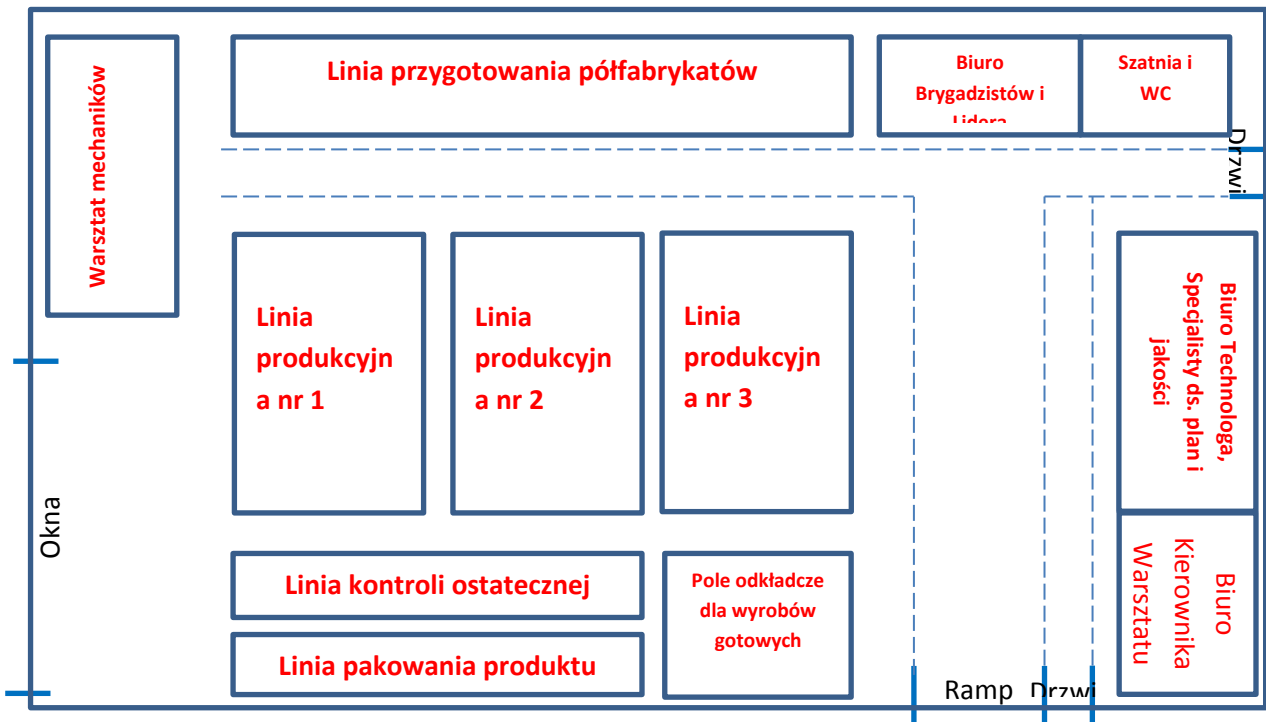 Warsztat mechaników
Linia przygotowania półfabrykatów
Biuro
Brygadzistów i
Lidera
Szatnia i
WC
Drzwi
Linia
produkcyjn
a nr 1
Linia
produkcyjn
a nr 2
Linia
produkcyjn
a nr 3
Biuro Technologa,
Specjalisty ds. plan i
jakości
Okna
Linia kontroli ostatecznej
Linia pakowania produktu
Pole odkładcze
dla wyrobów
gotowych
Biuro
Kierownika
Warsztatu
Ramp
Drzwi